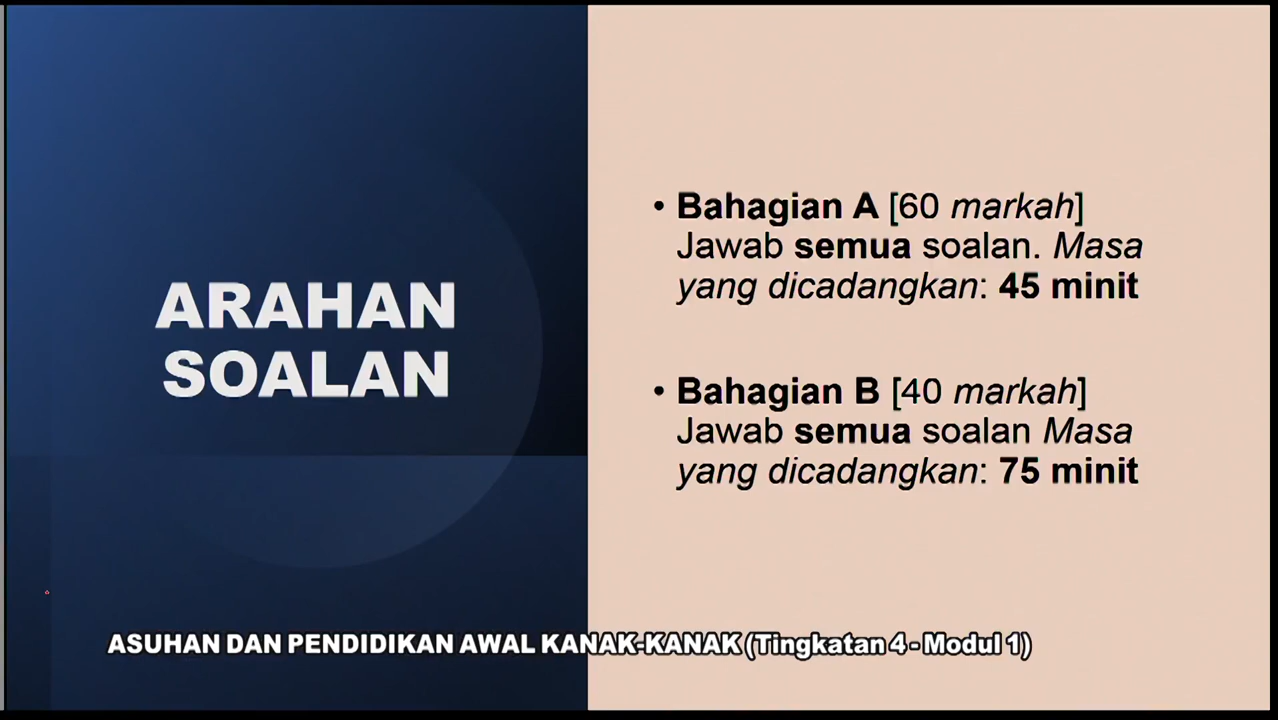 ARAHAN
SOALAN
• Bahagian A [60 markah]
Jawab semua soalan. Masa
yang dicadangkan: 45 minit
• Bahagian B [40 markah]
Jawab semua soalan Masa
yang dicadangkan: 75 minit
ASUHAN DAN PENDIDIKAN AWAL KANAK-KANAK (Tingkatan 4 - Modul 1)